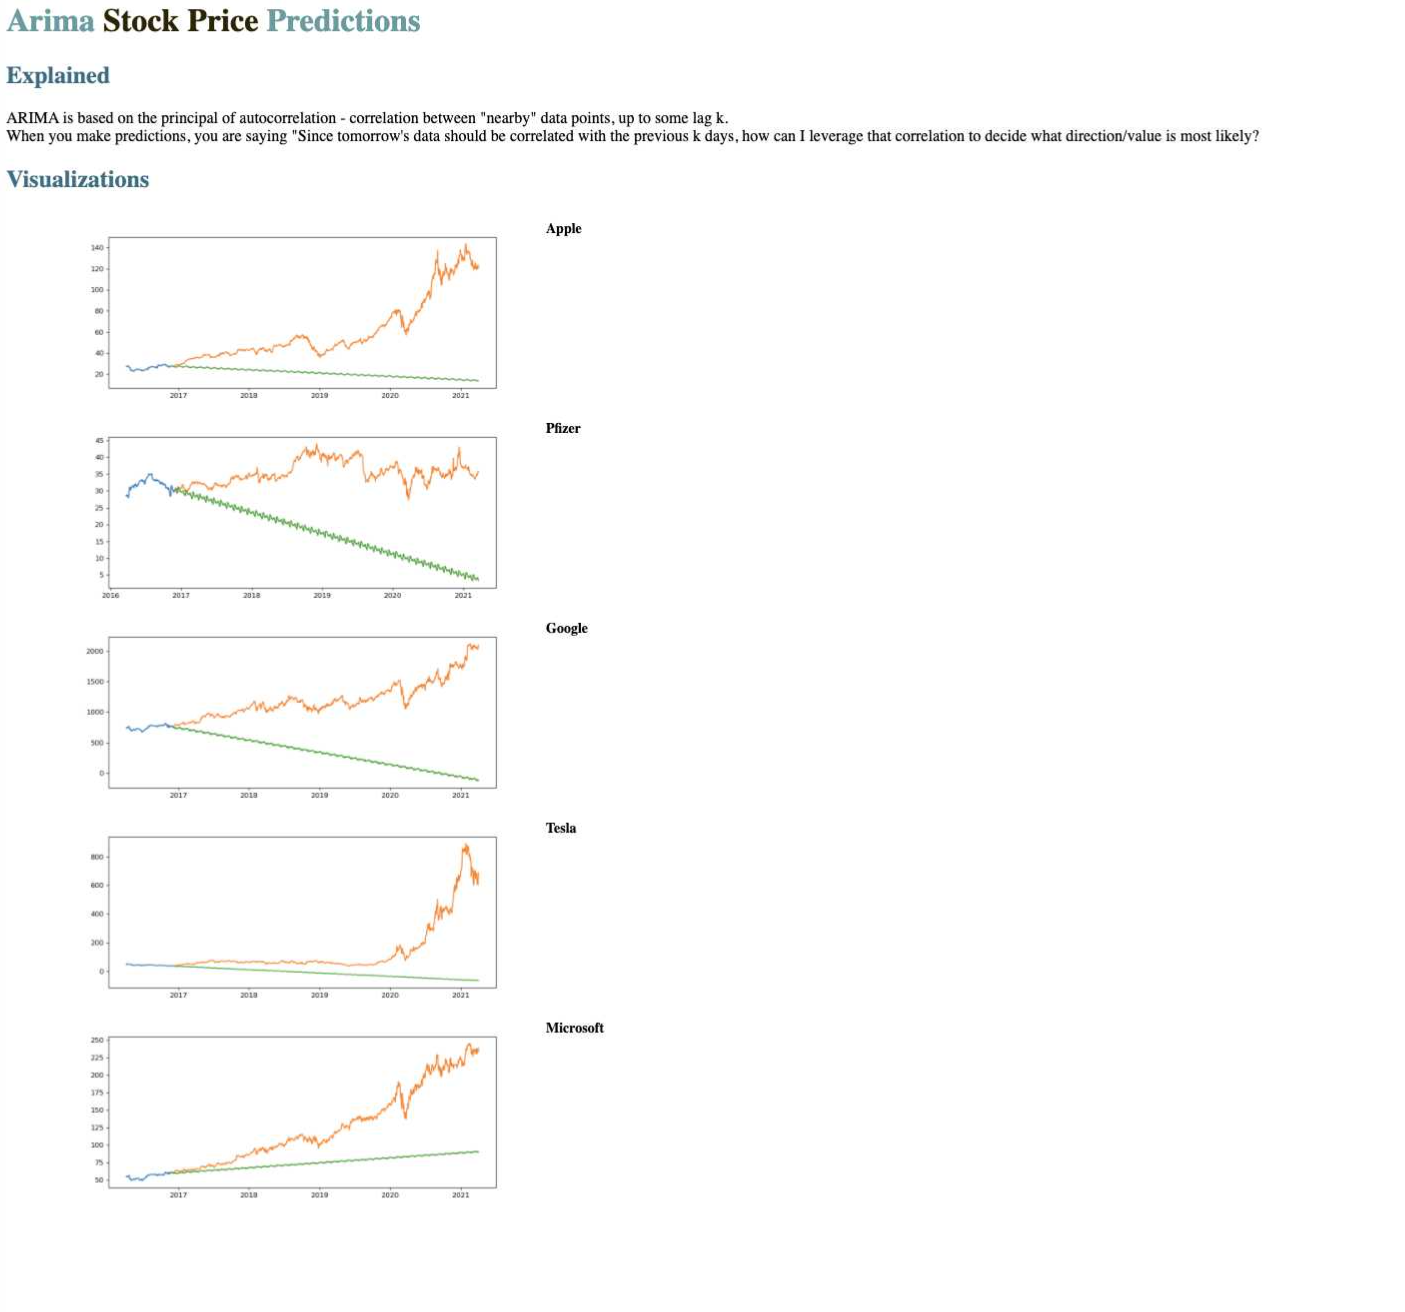 Arima Stock Price Predictions
Explained
ARIMA is based on the principal of autocorrelation - correlation between "nearby" data points, up to some lag k.
When you make predictions, you are saying "Since tomorrow's data should be correlated with the previous k days, how can I leverage that correlation to decide what direction/value is most likely?
Visualizations
Apple
140
120
100
80
60
40
20
2017 2018 2019 2020 2021
Pfizer
45
40
35
30
25
20
15
10
5
2016 2017 2018 2019 2020 2021
Google
2000
1500
1000
500
0
2017 2018 2019 2020 2021
Tesla
800
600
400
200
0
2017 2018 2019 2020 2021
Microsoft
250
225
200
175
150
125
100
75
50
2017 2018 2019 2020 2021